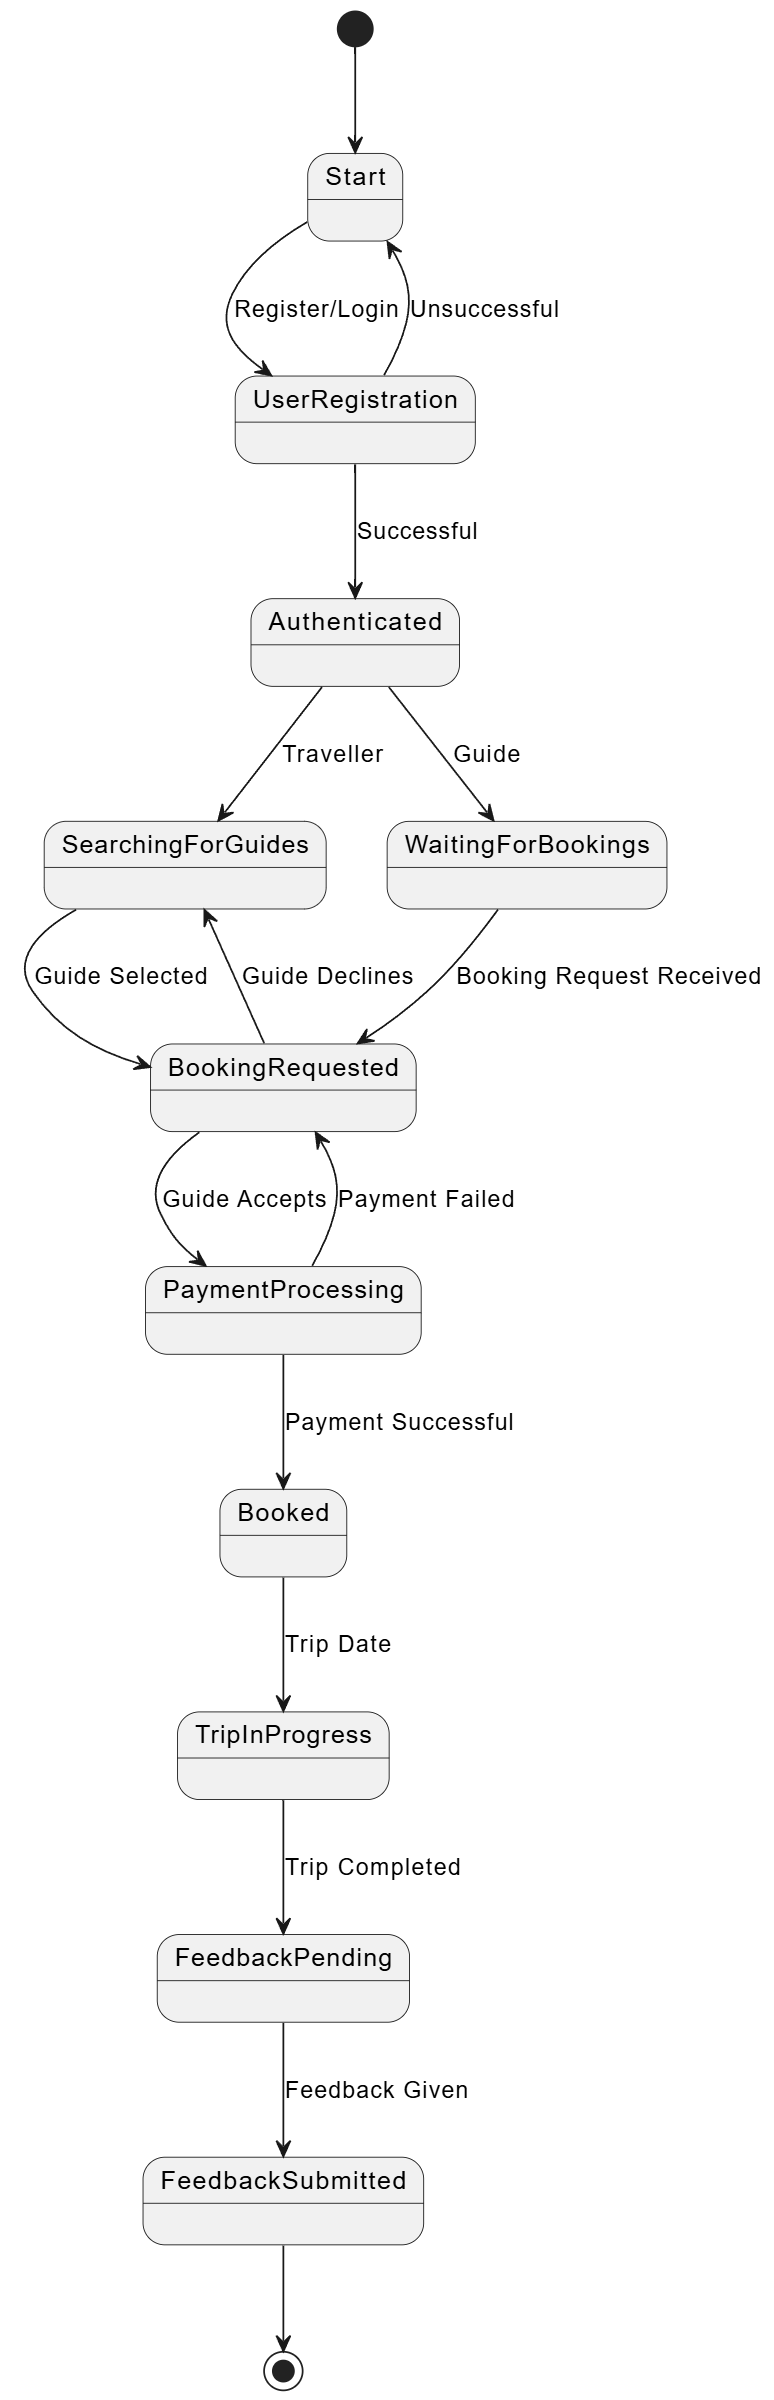 Start
Register/Login
Unsuccessful
UserRegistration
Successful
Authenticated
Traveller
Guide
SearchingForGuides
WaitingForBookings
Guide Selected
Guide Declines
Booking Request Received
BookingRequested
Guide Accepts
Payment Failed
PaymentProcessing
Payment Successful
Booked
Trip Date
TripInProgress
Trip Completed
FeedbackPending
Feedback Given
FeedbackSubmitted